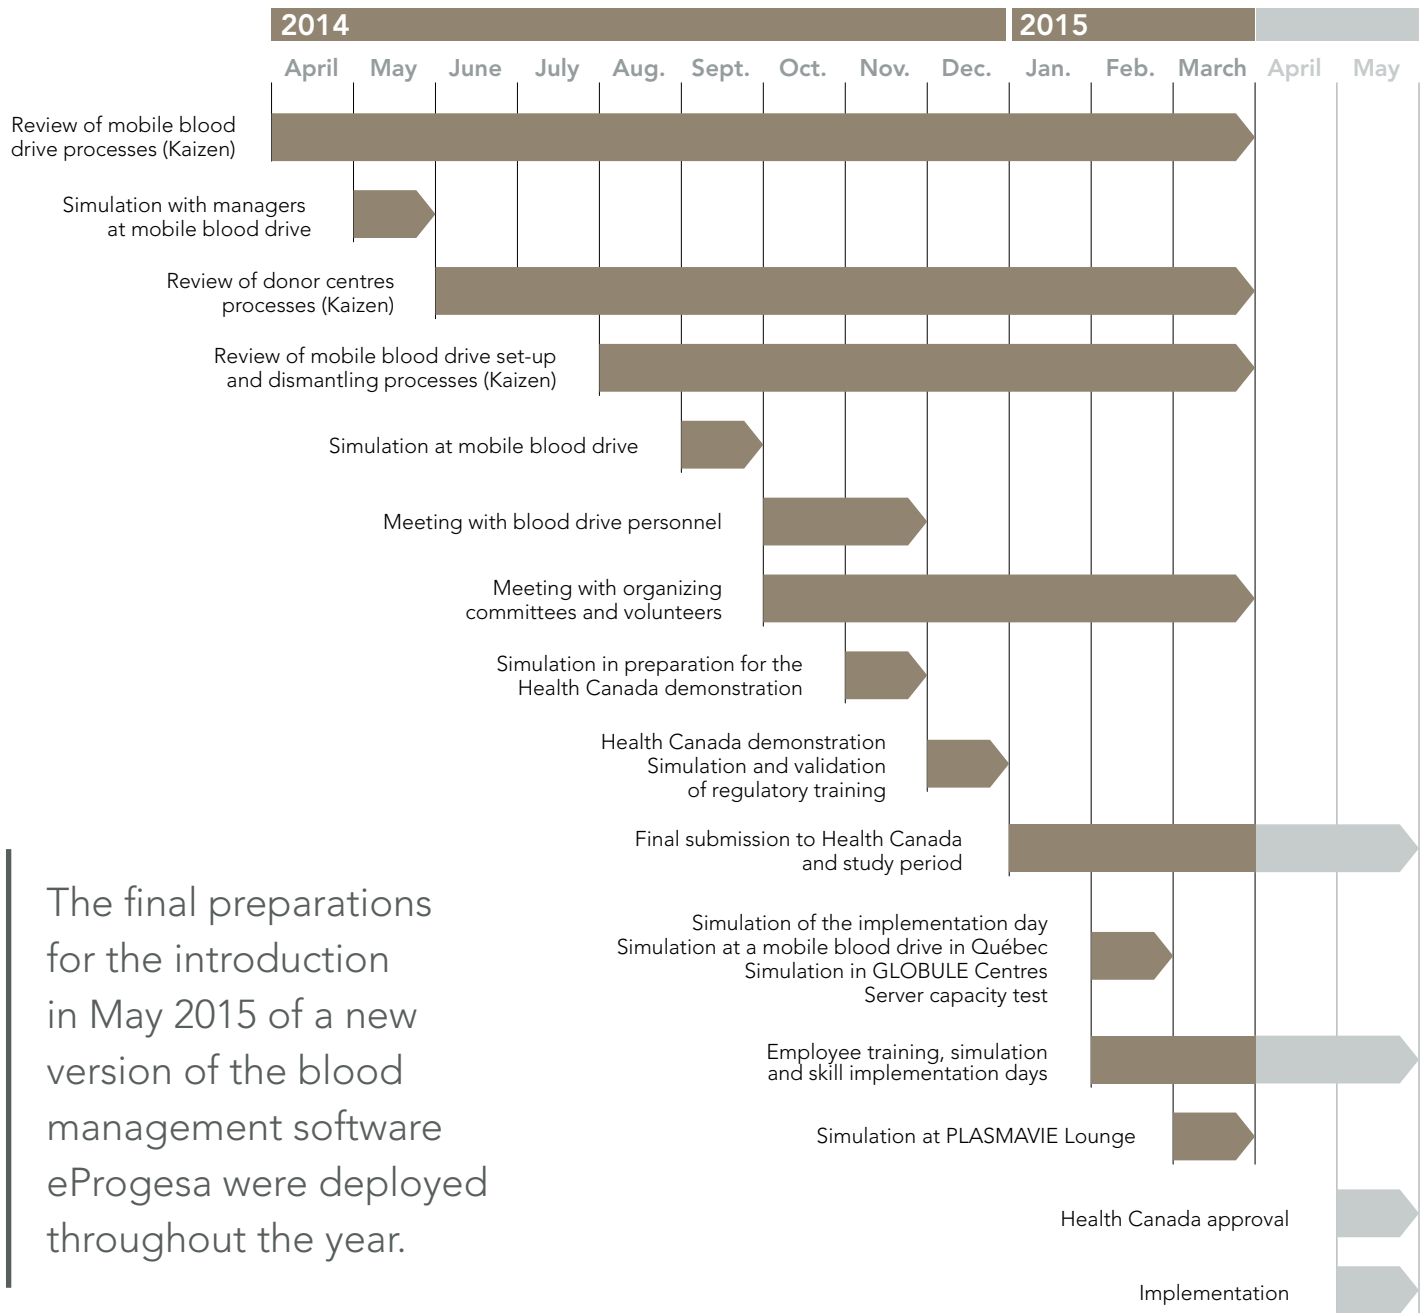 2014 2015
April May June July Aug. Sept. Oct. Nov. Dec. Jan. Feb. March April May
Review of mobile blood
drive processes (Kaizen)
Simulation with managers
at mobile blood drive
Review of donor centres
processes (Kaizen)
Review of mobile blood drive set-up
and dismantling processes (Kaizen)
Simulation at mobile blood drive
Meeting with blood drive personnel
Meeting with organizing
committees and volunteers
Simulation in preparation for the
Health Canada demonstration
Health Canada demonstration
Simulation and validation
of regulatory training
Final submission to Health Canada
and study period
Simulation of the implementation day
Simulation at a mobile blood drive in Québec
Simulation in GLOBULE Centres
Server capacity test
Employee training, simulation
and skill implementation days
Simulation at PLASMAVIE Lounge
Health Canada approval
Implementation
The final preparations
for the introduction
in May 2015 of a new
version of the blood
management software
eProgesa were deployed
throughout the year.